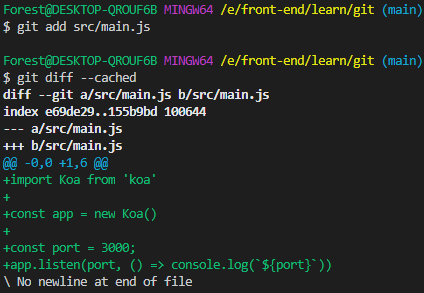 Forest@DESKTOP-QROUF6B MINGW64 /e/front-end/learn/git (main)
$ git add src/main.js
Forest@DESKTOP-QROUF6B MINGW64 /e/front-end/learn/git (main)
$ git diff --cached
diff --git a/src/main.js b/src/main.js
index e69de29..155b9bd 100644
--- a/src/main.js
+++ b/src/main.js
@@ -0,0 +1,6 @@
+import Koa from 'koa'
+
+const app = new Koa()
+
+const port = 3000;
+app.listen(port, () => console.log(`${port}`))
\ No newline at end of file